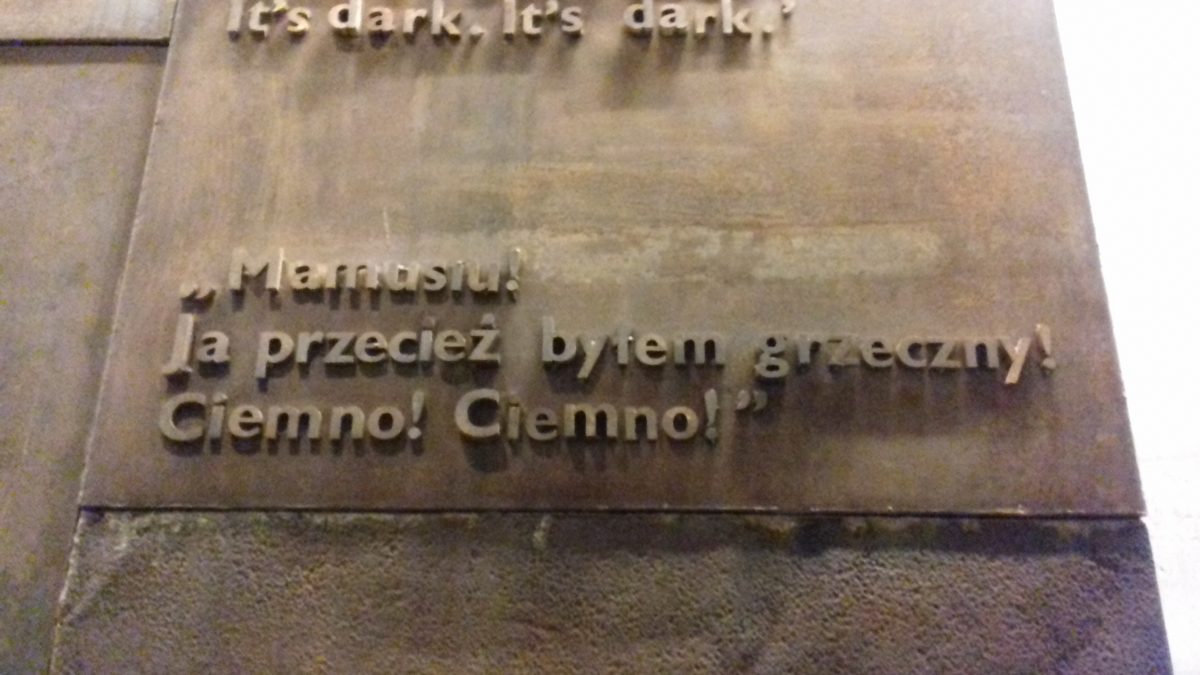 It's dark. It's dark.'
„Mamusiu!
Ja przecież byłem grzeczny!
Ciemno! Ciemno!”